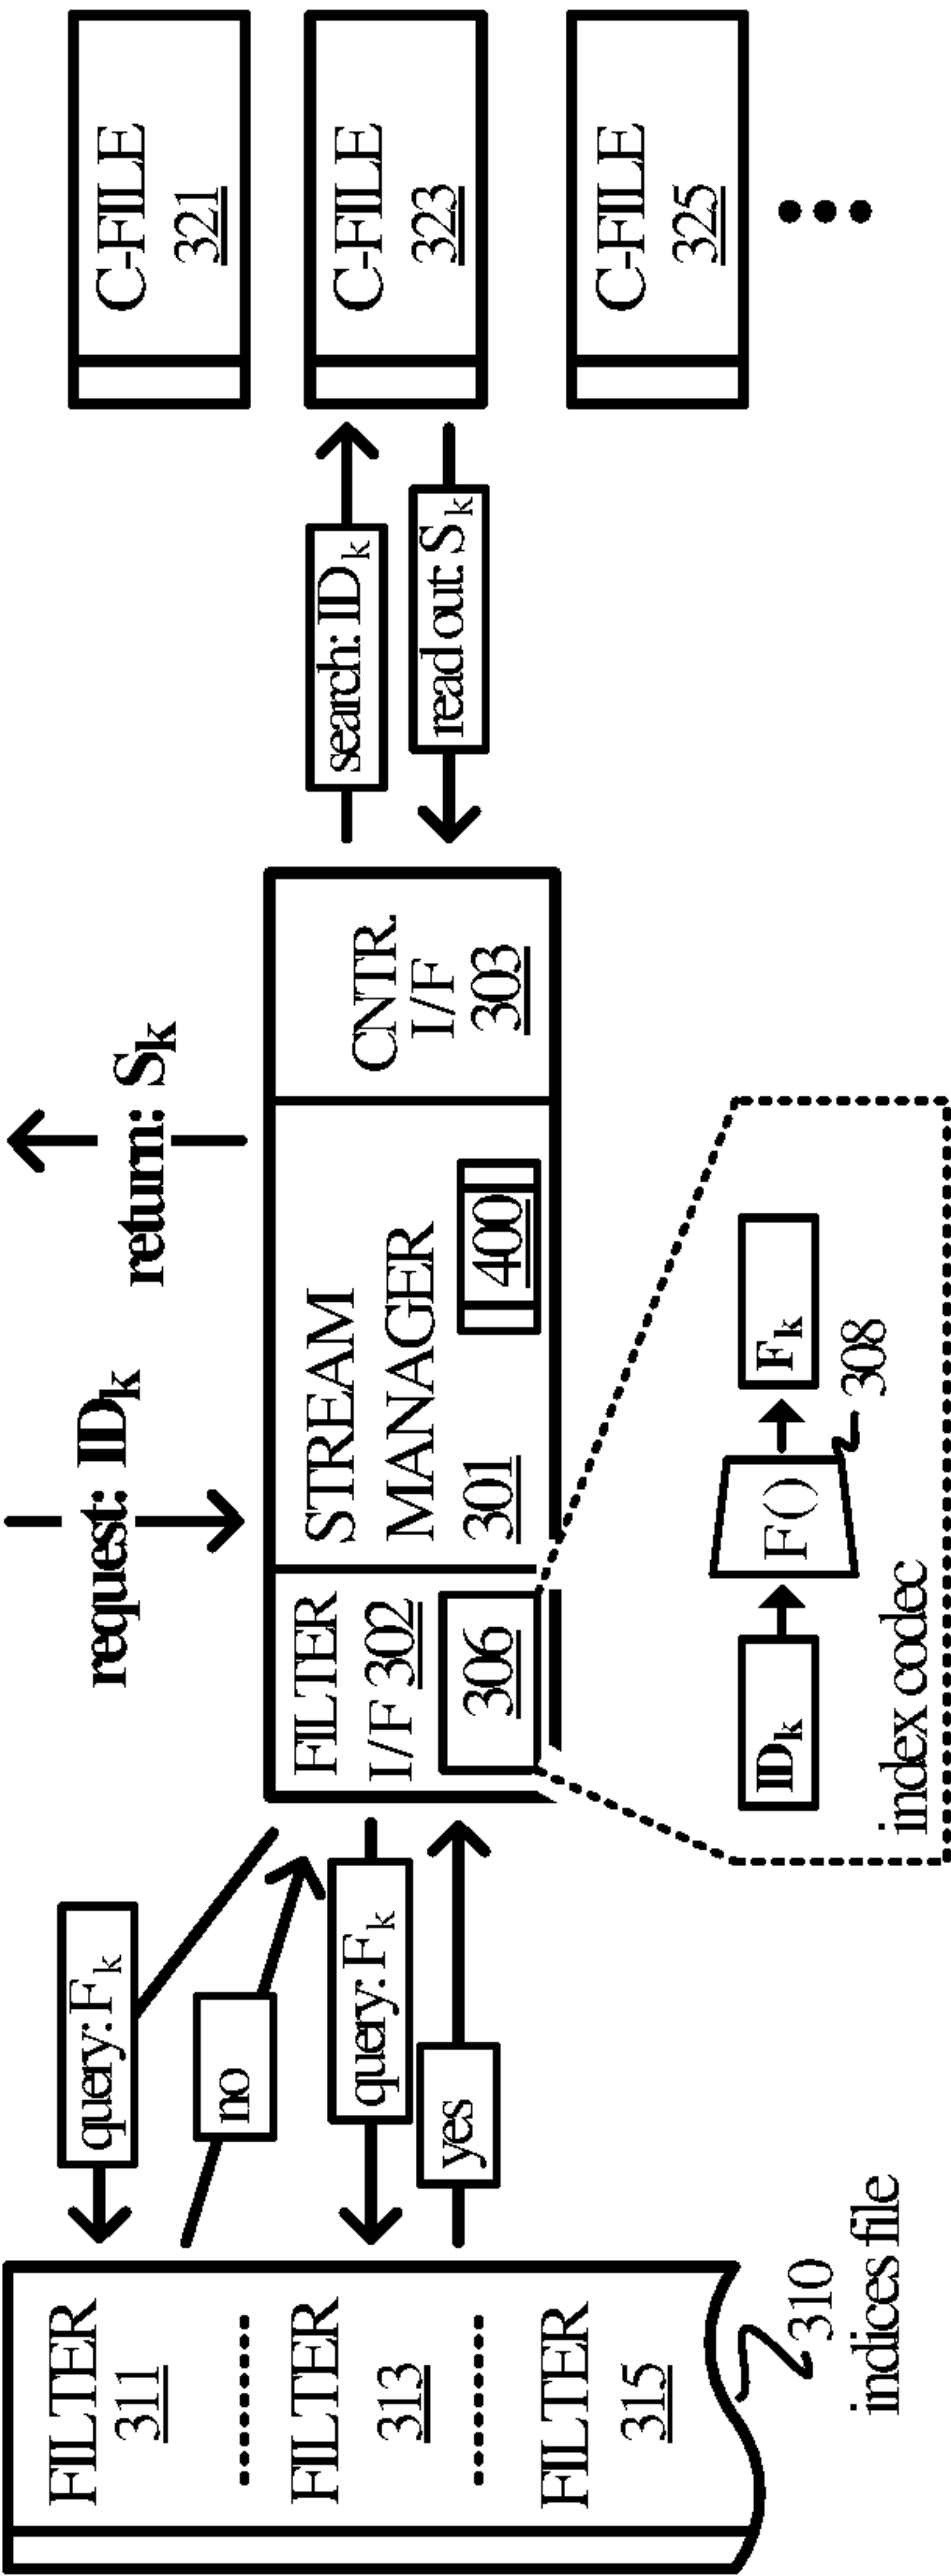 request: IDk
return: Sk
FILTER
311
FILTER
313
FILTER
315
310
indices file
query: Fk
no
query: Fk
yes
FILTER
I/F 302
306
STREAM
MANAGER
301
400
CNTR.
I/F
303
IDk
F()
Fk
308
index codec
search: IDk
read out: Sk
C-FILE
321
C-FILE
323
C-FILE
325